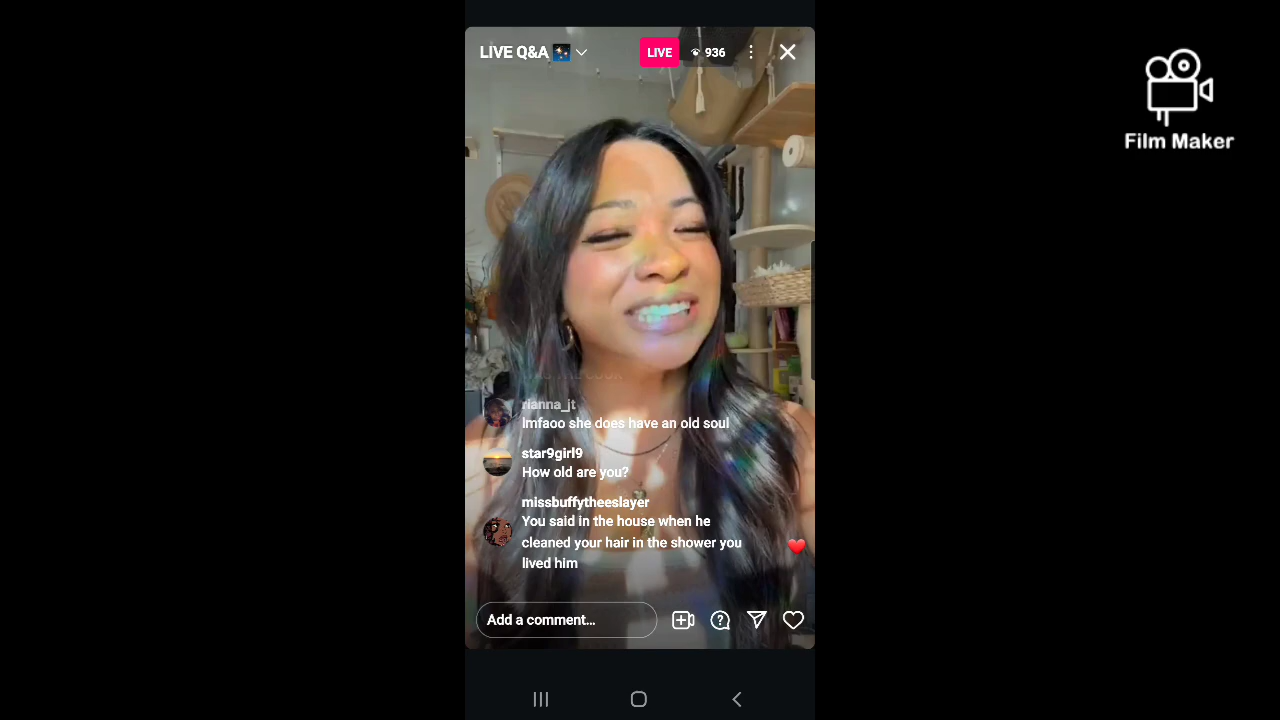 LIVE Q&A
LIVE
936
Film Maker
rianna_jt
lmfaoo she does have an old soul
star9girl9
How old are you?
missbuffytheeslayer
You said in the house when he
cleaned your hair in the shower you
lived him
Add a comment...